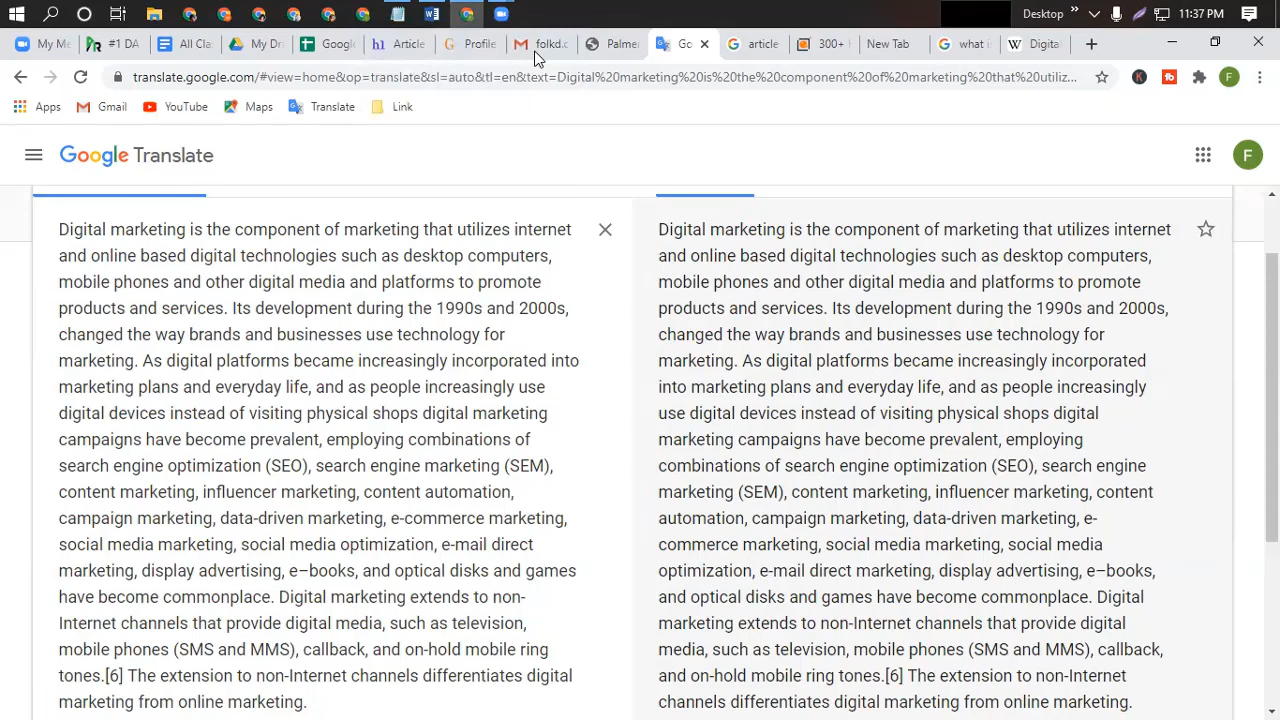 Desktop
11:37 PM
My M
#1 DA
All Cla
My Dr
Google
Article
Profile
folkd.c
Palmer
Go
article
300+
New Tab
what i
Digita
translate.google.com/#view=home&op=translate&sl=auto&tl=en&text=Digital%20marketing%20is%20the%20component%20of%20marketing%20that%20utiliz...
Apps
Gmail
YouTube
Maps
Translate
Link
Google Translate
F
Digital marketing is the component of marketing that utilizes internet
and online based digital technologies such as desktop computers,
mobile phones and other digital media and platforms to promote
products and services. Its development during the 1990s and 2000s,
changed the way brands and businesses use technology for
marketing. As digital platforms became increasingly incorporated into
marketing plans and everyday life, and as people increasingly use
digital devices instead of visiting physical shops digital marketing
campaigns have become prevalent, employing combinations of
search engine optimization (SEO), search engine marketing (SEM),
content marketing, influencer marketing, content automation,
campaign marketing, data-driven marketing, e-commerce marketing,
social media marketing, social media optimization, e-mail direct
marketing, display advertising, e–books, and optical disks and games
have become commonplace. Digital marketing extends to non-
Internet channels that provide digital media, such as television,
mobile phones (SMS and MMS), callback, and on-hold mobile ring
tones.[6] The extension to non-Internet channels differentiates digital
marketing from online marketing.
Digital marketing is the component of marketing that utilizes internet
and online based digital technologies such as desktop computers,
mobile phones and other digital media and platforms to promote
products and services. Its development during the 1990s and 2000s,
changed the way brands and businesses use technology for
marketing. As digital platforms became increasingly incorporated
into marketing plans and everyday life, and as people increasingly
use digital devices instead of visiting physical shops digital
marketing campaigns have become prevalent, employing
combinations of search engine optimization (SEO), search engine
marketing (SEM), content marketing, influencer marketing, content
automation, campaign marketing, data-driven marketing, e-
commerce marketing, social media marketing, social media
optimization, e-mail direct marketing, display advertising, e–books,
and optical disks and games have become commonplace. Digital
marketing extends to non-Internet channels that provide digital
media, such as television, mobile phones (SMS and MMS), callback,
and on-hold mobile ring tones.[6] The extension to non-Internet
channels differentiates digital marketing from online marketing.